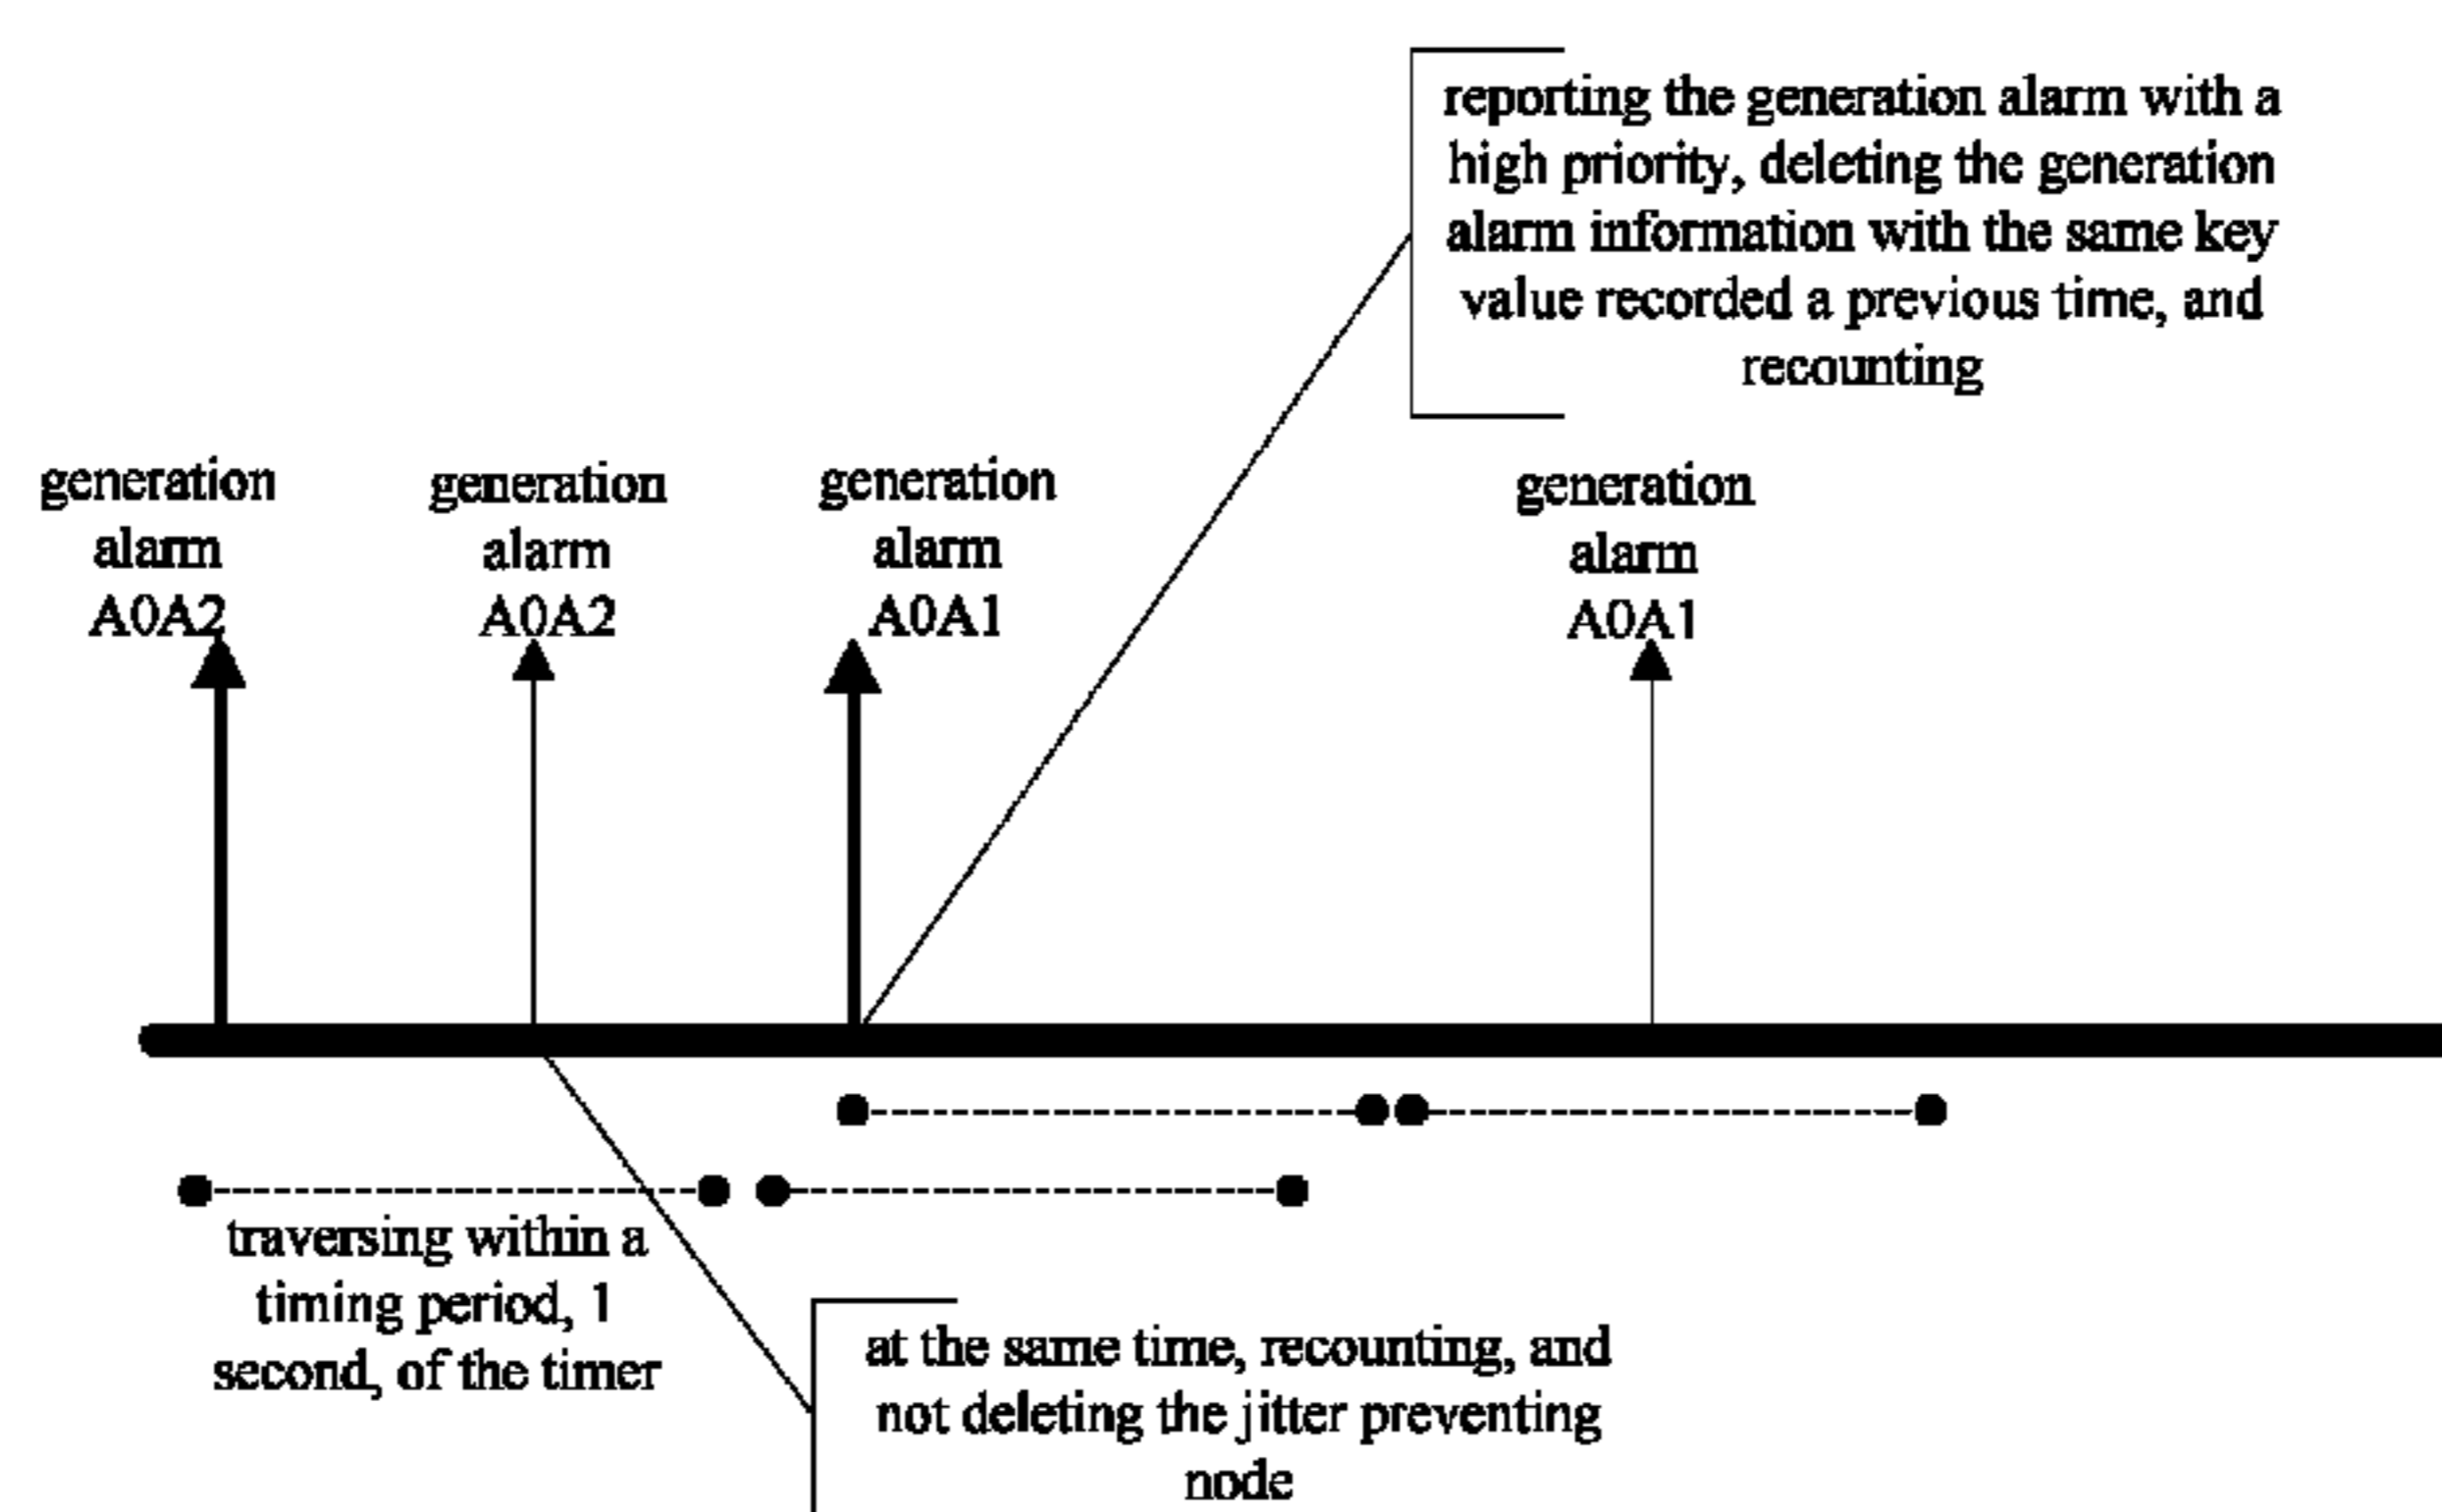 reporting the generation alarm with a
high priority, deleting the generation
alarm information with the same key
value recorded a previous time, and
recounting
generation
alarm
A0A2
generation
alarm
A0A2
generation
alarm
A0A1
generation
alarm
A0A1
traversing within a
timing period, 1
second, of the timer
at the same time, recounting, and
not deleting the jitter preventing
node